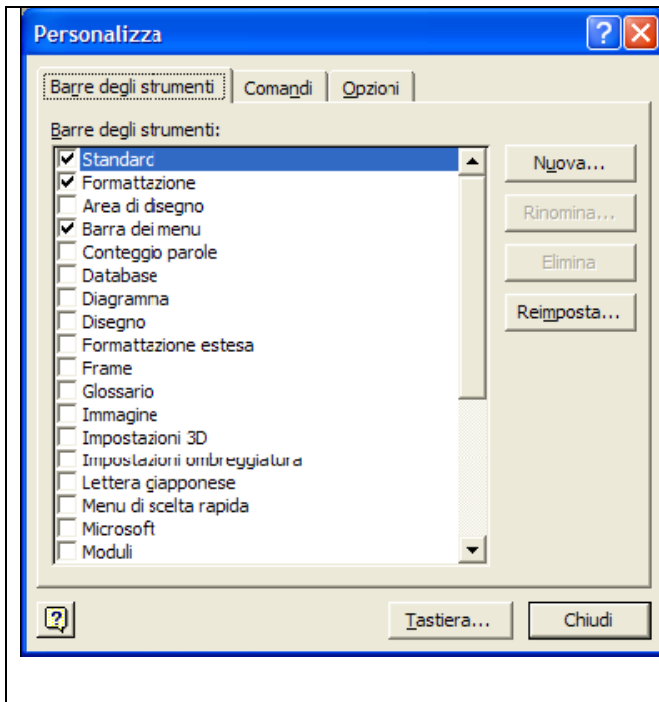 Personalizza
Barre degli strumenti Comandi Opzioni
Barre degli strumenti:
Standard
Formattazione
Area di disegno
Barra dei menu
Conteggio parole
Database
Diagramma
Disegno
Formattazione estesa
Frame
Glossario
Immagine
Impostazioni 3D
Impostazioni ombreggiatura
Lettera giapponese
Menu di scelta rapida
Microsoft
Moduli
Nuova...
Rinomina...
Elimina
Reimposta...
Tastiera... Chiudi